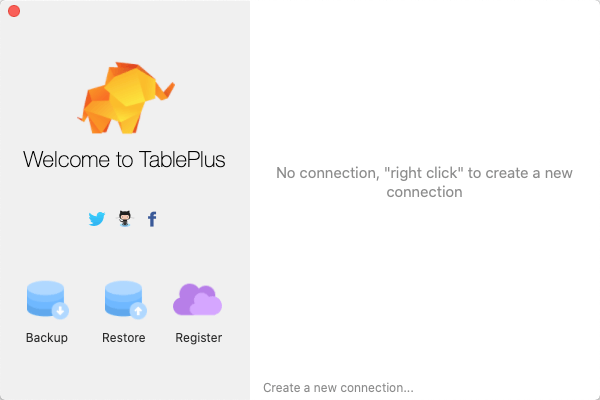 Welcome to TablePlus
Backup
Restore
Register
No connection, "right click" to create a new
connection
Create a new connection...